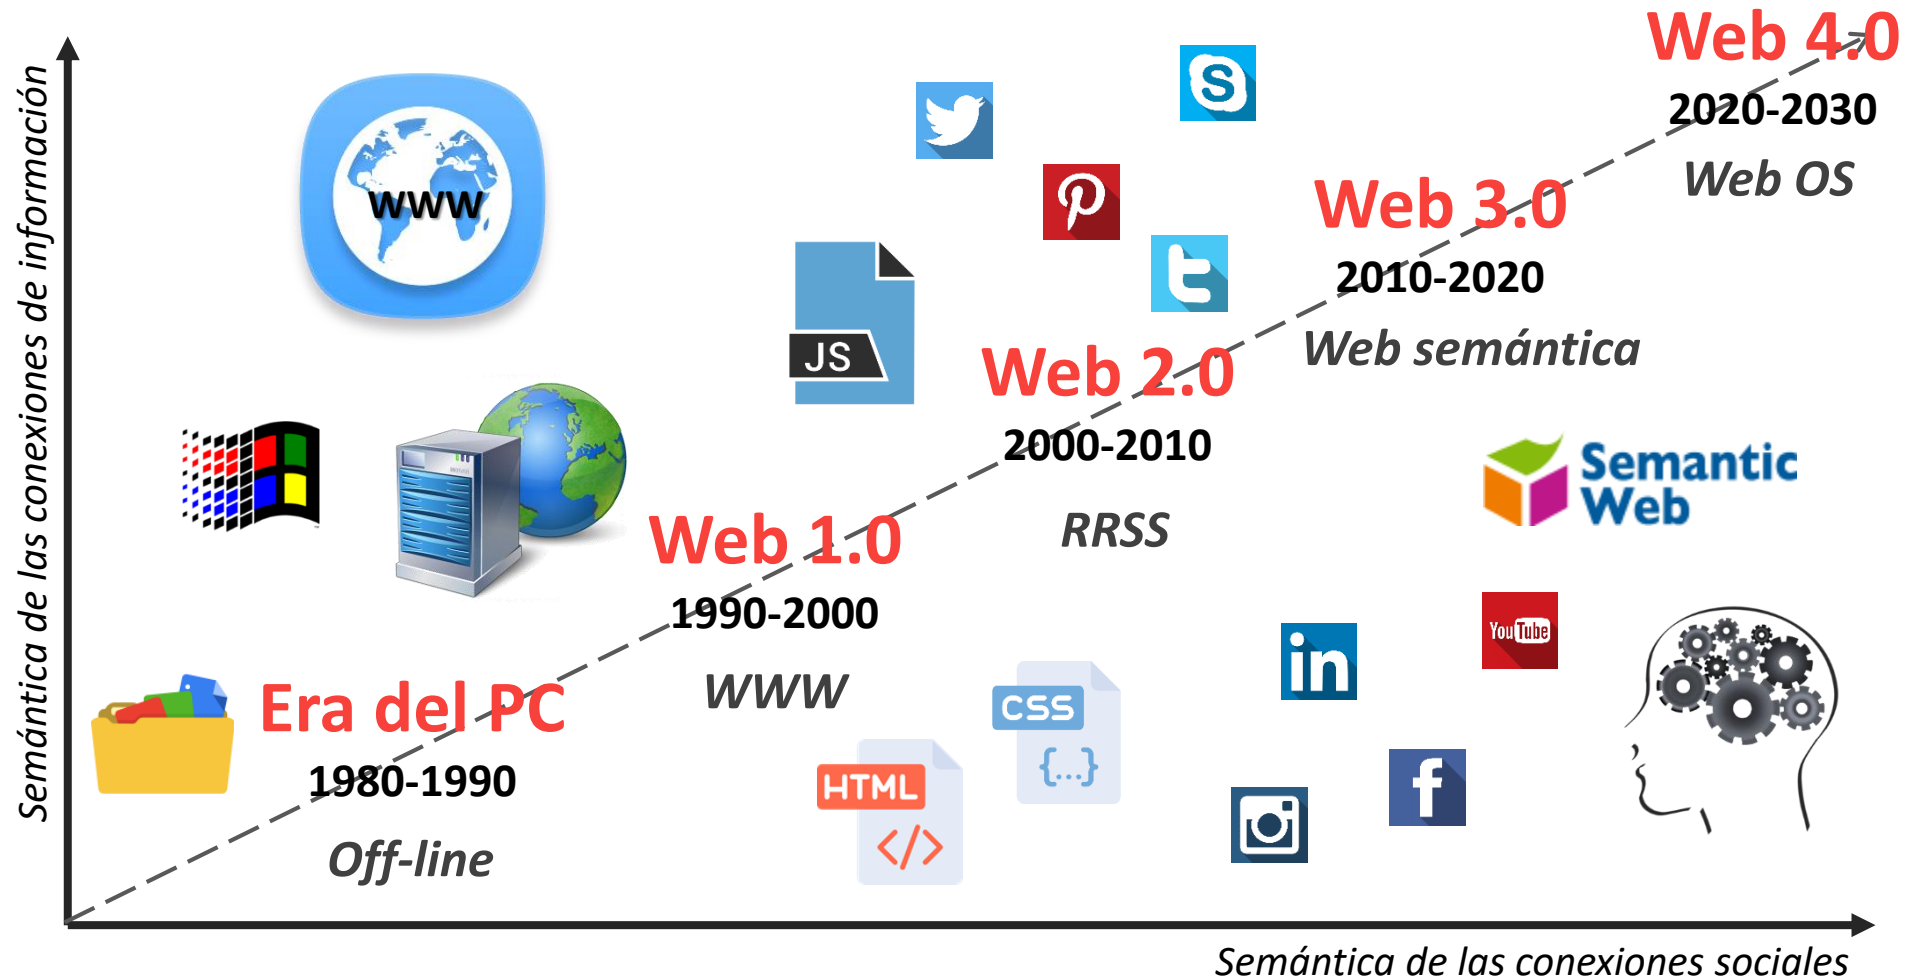 Semántica de las conexiones de información
WWW
Era del PC
1980-1990
Off-line
Web 1.0
1990-2000
WWW
HTML
</>
CSS
{...}
JS
Web 2.0
2000-2010
RRSS
Web 3.0
2010-2020
Web semántica
Web 4.0
2020-2030
Web OS
S
p
t
Semantic
Web
in
YouTube
f
Semántica de las conexiones sociales